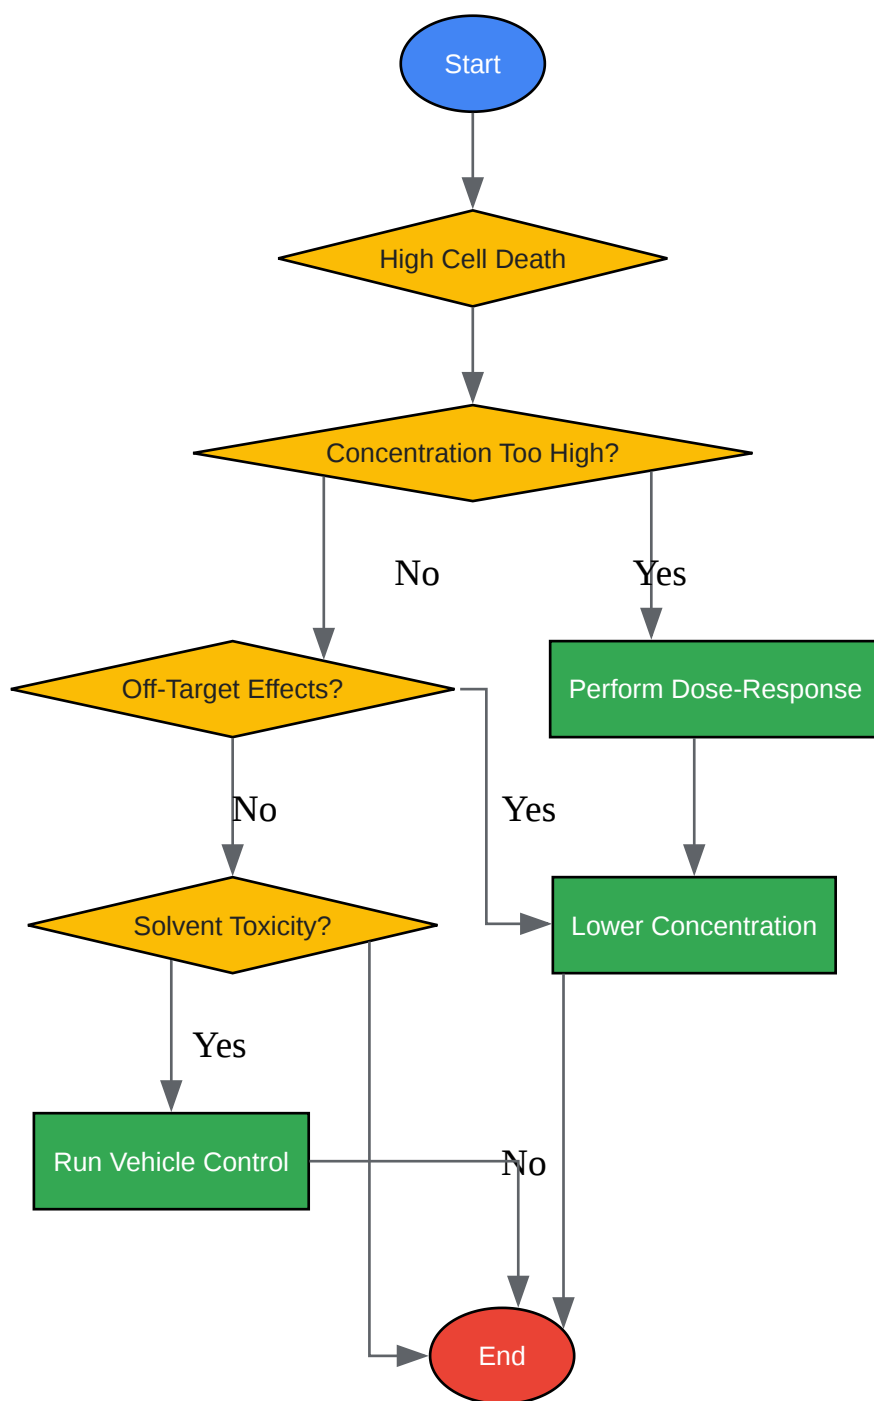 Start
High Cell Death
Concentration Too High?
No
Yes
Off-Target Effects?
Perform Dose-Response
No
Yes
Solvent Toxicity?
Lower Concentration
Yes
Run Vehicle Control
No
End